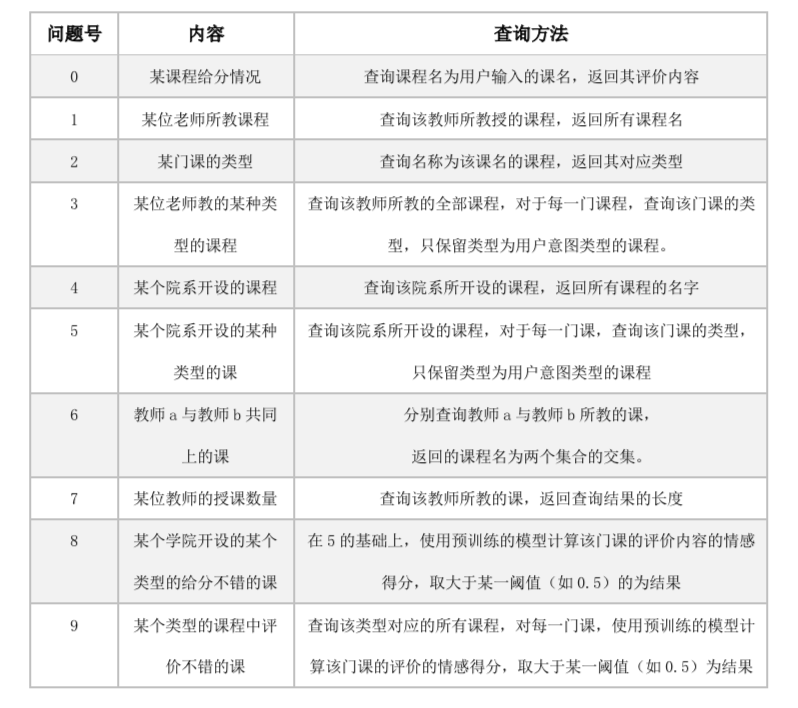 问题号 内容 查询方法
0 某课程给分情况 查询课程名为用户输入的课名，返回其评价内容
1 某位老师所教课程 查询该教师所教授的课程，返回所有课程名
2 某门课的类型 查询名称为该课名的课程，返回其对应类型
3 某位老师教的某种类 查询该教师所教的全部课程，对于每一门课程，查询该门课的类
型的课程 型，只保留类型为用户意图类型的课程。
4 某个院系开设的课程 查询该院系所开设的课程，返回所有课程的名字
5 某个院系开设的某种 查询该院系所开设的课程，对于每一门课，查询该门课的类型，
类型的课 只保留类型为用户意图类型的课程
6 教师 a 与教师 b 共同 分别查询教师 a 与教师 b 所教的课，
上的课 返回的课程名为两个集合的交集。
7 某位教师的授课数量 查询该教师所教的课，返回查询结果的长度
8 某个学院开设的某个 在 5 的基础上，使用预训练的模型计算该门课的评价内容的情感
类型的给分不错的课 得分，取大于某一阈值（如 0.5）的为结果
9 某个类型的课程中评 查询该类型对应的所有课程，对每一门课，使用预训练的模型计
价不错的课 算该门课的评价的情感得分，取大于某一阈值（如 0.5）为结果